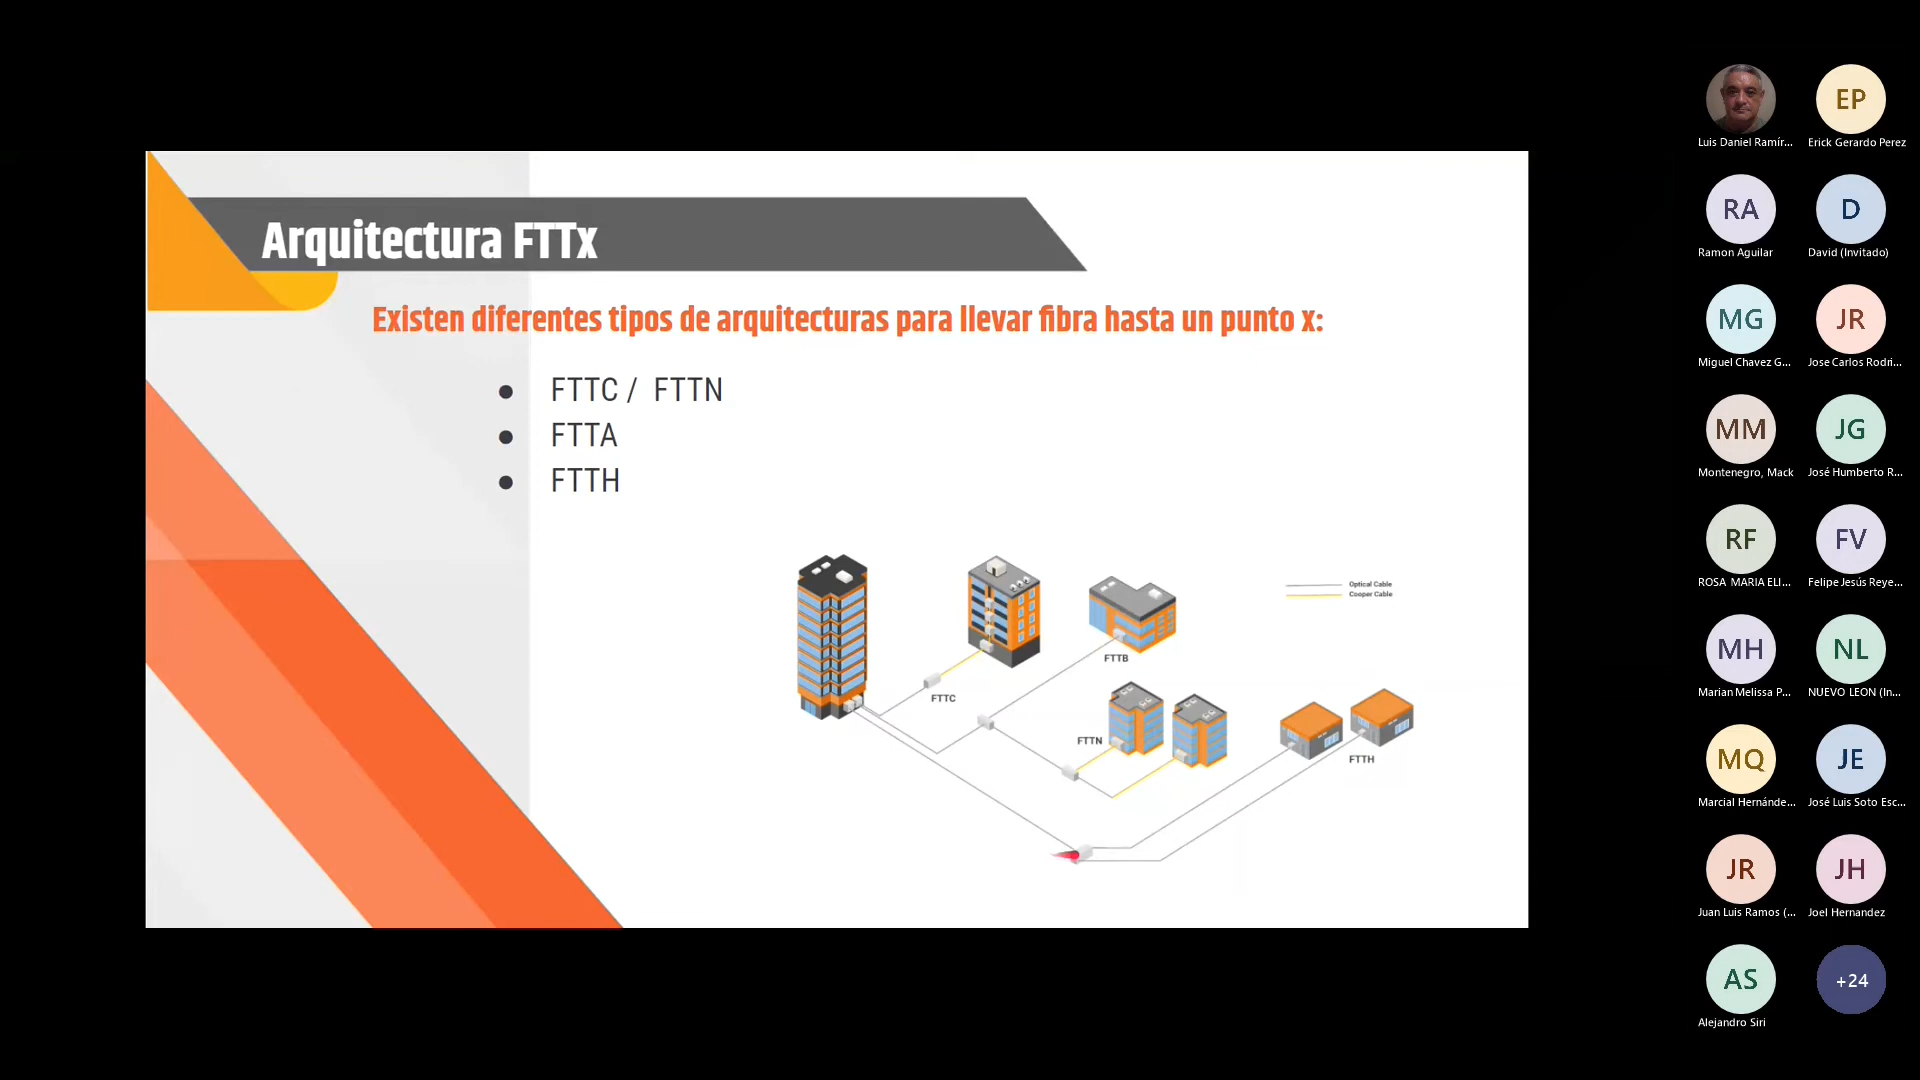 Arquitectura FTTx
Existen diferentes tipos de arquitecturas para llevar fibra hasta un punto x:
● FTTC / FTTN
● FTTA
● FTTH
Optical Cable
Cooper Cable
FTTB
FTTC
FTTN
FTTH
Luis Daniel Ramír...
EP
Erick Gerardo Perez
RA
Ramon Aguilar
D
David (Invitado)
MG
Miguel Chavez G...
JR
Jose Carlos Rodri...
MM
Montenegro, Mack
JG
José Humberto R...
RF
ROSA MARIA ELI...
FV
Felipe Jesús Reye...
MH
Marian Melissa P...
NL
NUEVO LEON (In...
MQ
Marcial Hernánde...
JE
José Luis Soto Esc...
JR
Juan Luis Ramos (...
JH
Joel Hernandez
AS
Alejandro Siri
+24